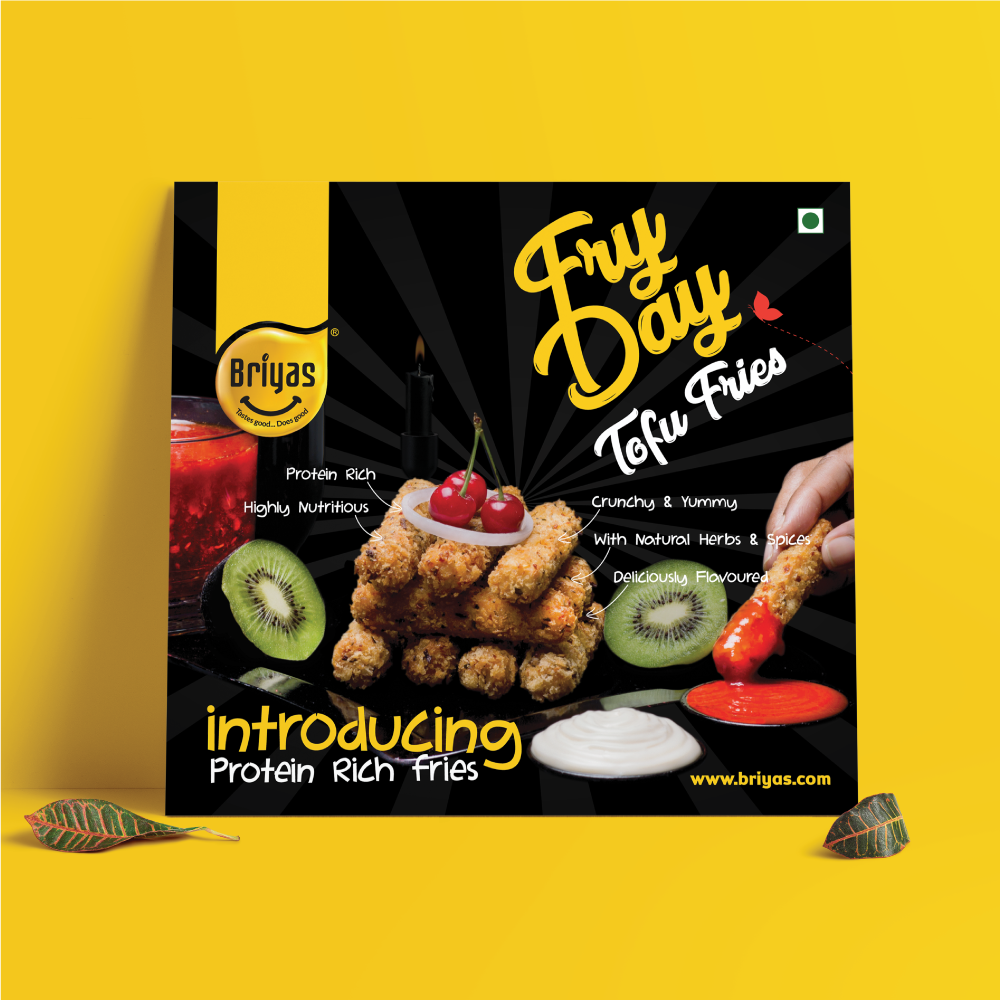 Fry
Day
Tofu Fries
®
Briyas
Tastes good... Does good
Protein Rich
Highly Nutritious
Crunchy & Yummy
With Natural Herbs & Spices
Deliciously Flavoured
introducing
Protein Rich fries
www.briyas.com